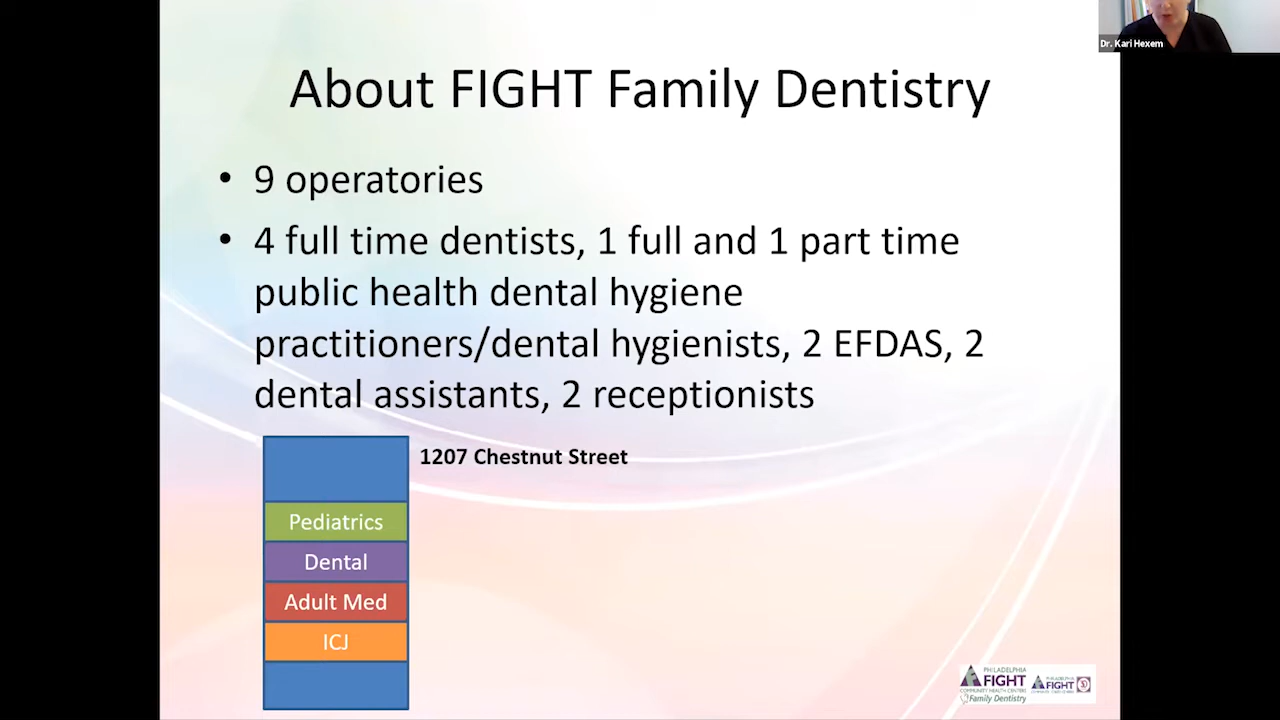 Dr. Kari Hexem
About FIGHT Family Dentistry
• 9 operatories
• 4 full time dentists, 1 full and 1 part time
public health dental hygiene
practitioners/dental hygienists, 2 EFDAS, 2
dental assistants, 2 receptionists
1207 Chestnut Street
Pediatrics
Dental
Adult Med
ICJ
PHILADELPHIA
FIGHT
COMMUNITY HEALTH CENTERS
Family Dentistry
PHILADELPHIA
FIGHT